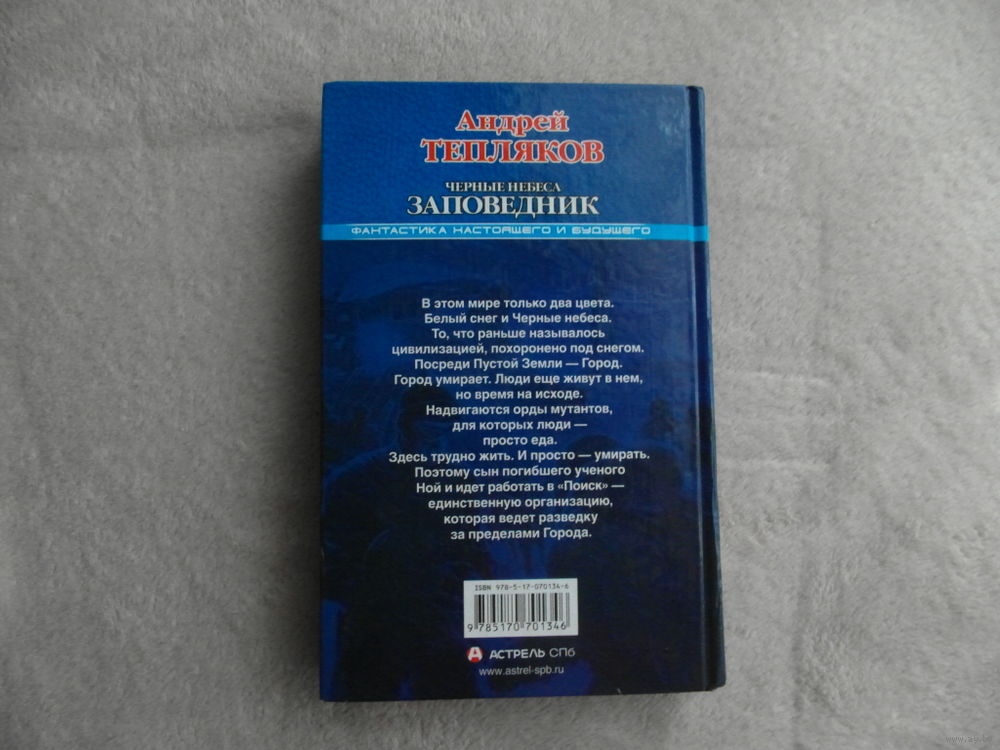 Андрей
ТЕПЛЯКОВ
ЧЕРНЫЕ НЕБЕСА
ЗАПОВЕДНИК
ФАНТАСТИКА НАСТОЯЩЕГО И БУДУЩЕГО
В этом мире только два цвета.
Белый снег и Черные небеса.
То, что раньше называлось
цивилизацией, похоронено под снегом.
Посреди Пустой Земли — Город.
Город умирает. Люди еще живут в нем,
но время на исходе.
Надвигаются орды мутантов,
для которых люди —
просто еда.
Здесь трудно жить. И просто — умирать.
Поэтому сын погибшего ученого
Ной и идет работать в «Поиск» —
единственную организацию,
которая ведет разведку
за пределами Города.
ISBN 978-5-17-070134-6
9 785170 701346
АСТРЕЛЬ СПб
www.astrel-spb.ru